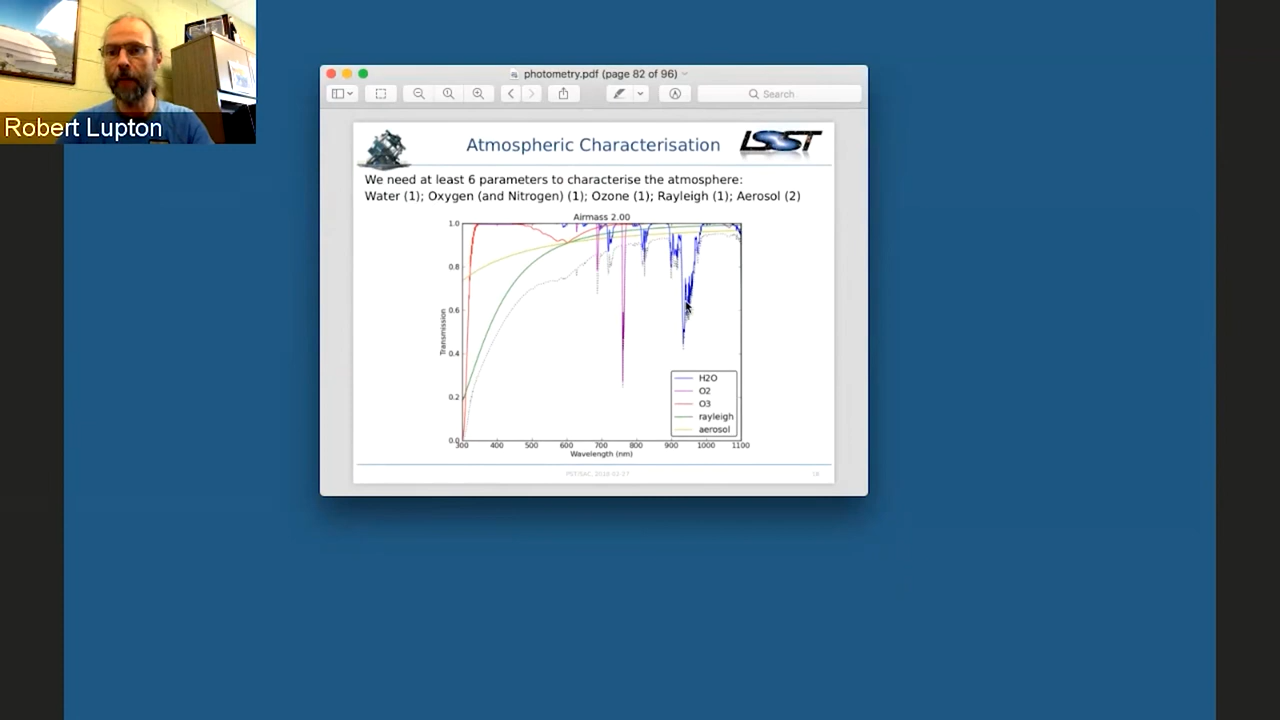 Robert Lupton
photometry.pdf (page 82 of 96)
Search
Atmospheric Characterisation
LSST
We need at least 6 parameters to characterise the atmosphere:
Water (1); Oxygen (and Nitrogen) (1); Ozone (1); Rayleigh (1); Aerosol (2)
Airmass 2.00
1.0
0.8
0.6
0.4
0.2
0.0
Transmission
H2O
O2
O3
rayleigh
aerosol
300 400 500 600 700 800 900 1000 1100
Wavelength (nm)